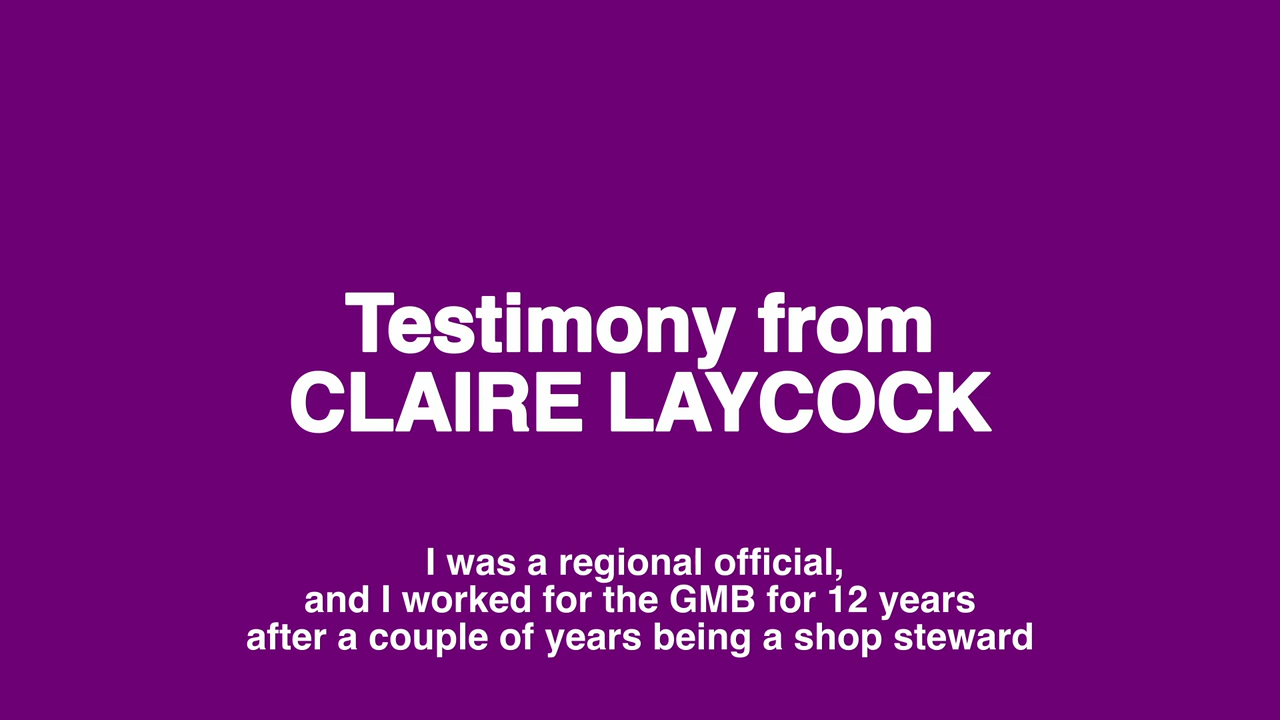 Testimony from
CLAIRE LAYCOCK
I was a regional official,
and I worked for the GMB for 12 years
after a couple of years being a shop steward